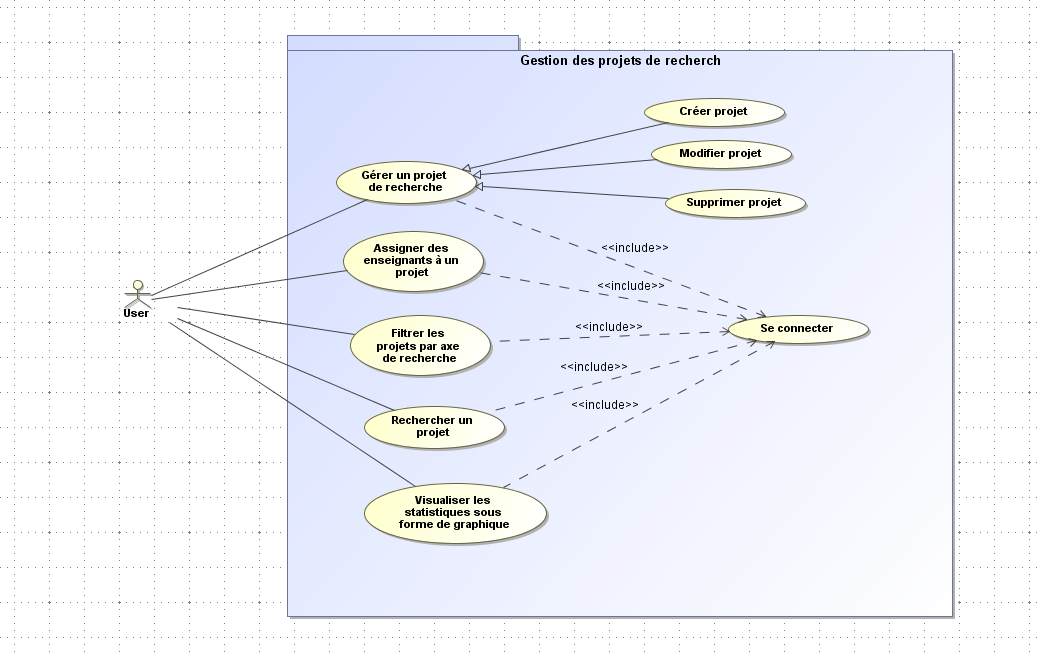 Gestion des projets de recherch
Créer projet
Modifier projet
Gérer un projet
de recherche
Supprimer projet
Assigner des
enseignants à un
projet
<<include>>
<<include>>
User
Filtrer les
projets par axe
de recherche
<<include>>
Se connecter
<<include>>
<<include>>
Rechercher un
projet
Visualiser les
statistiques sous
forme de graphique